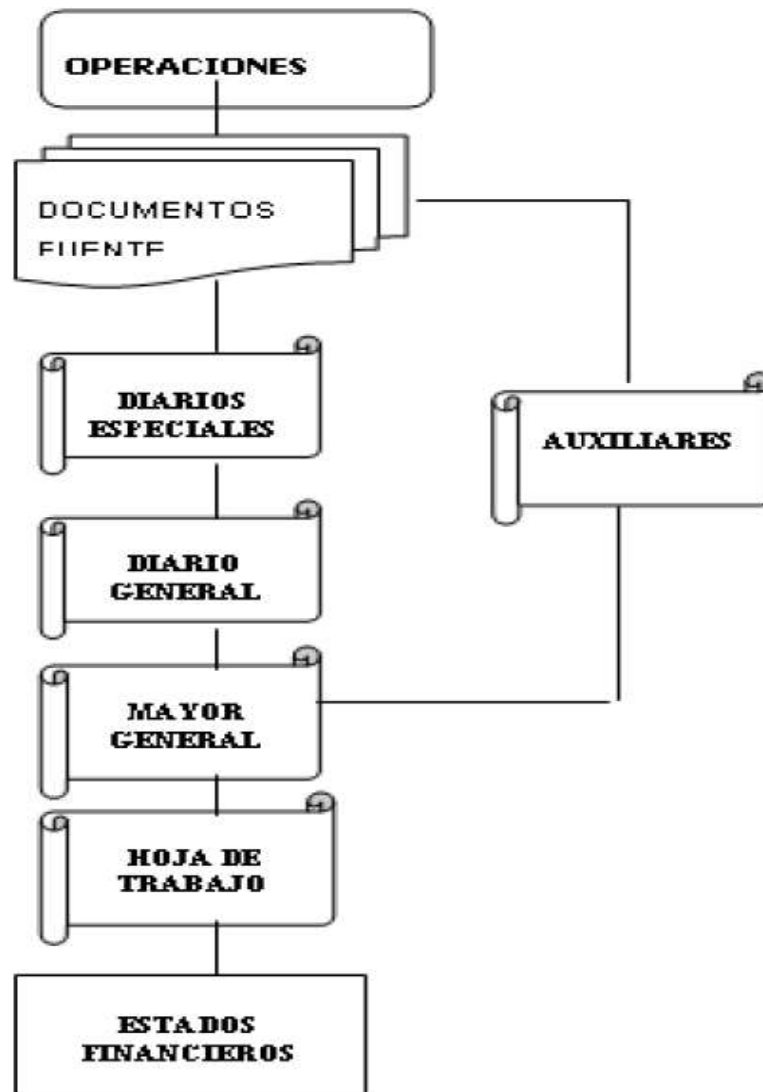 OPERACIONES
DOCUMENTOS
FUENTE
DIARIOS
ESPECIALES
AUXILIARES
DIARIO
GENERAL
MAYOR
GENERAL
HOJA DE
TRABAJO
ESTADOS
FINANCIEROS